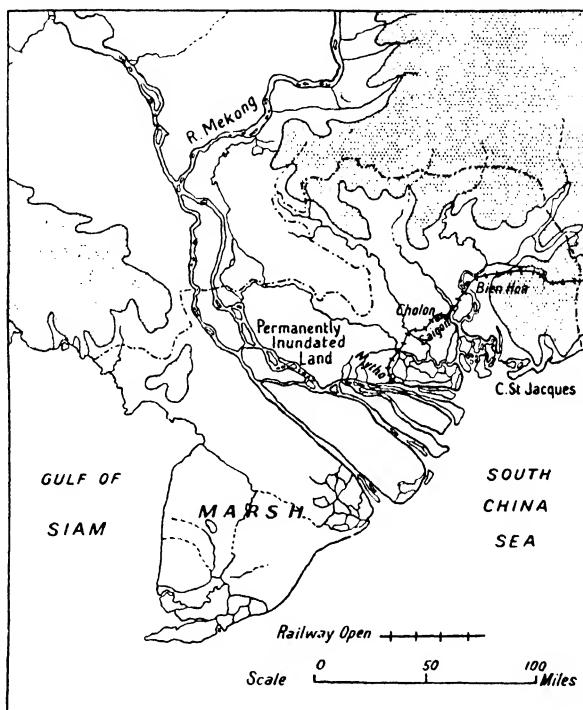 R. Mekong
Bien Hoa
Cholon
Saigon
Permanently
Inundated
Land
Mytho
C. St Jacques
GULF OF
SIAM
MARSH
SOUTH
CHINA
SEA
Railway Open
Scale 0 50 100 Miles